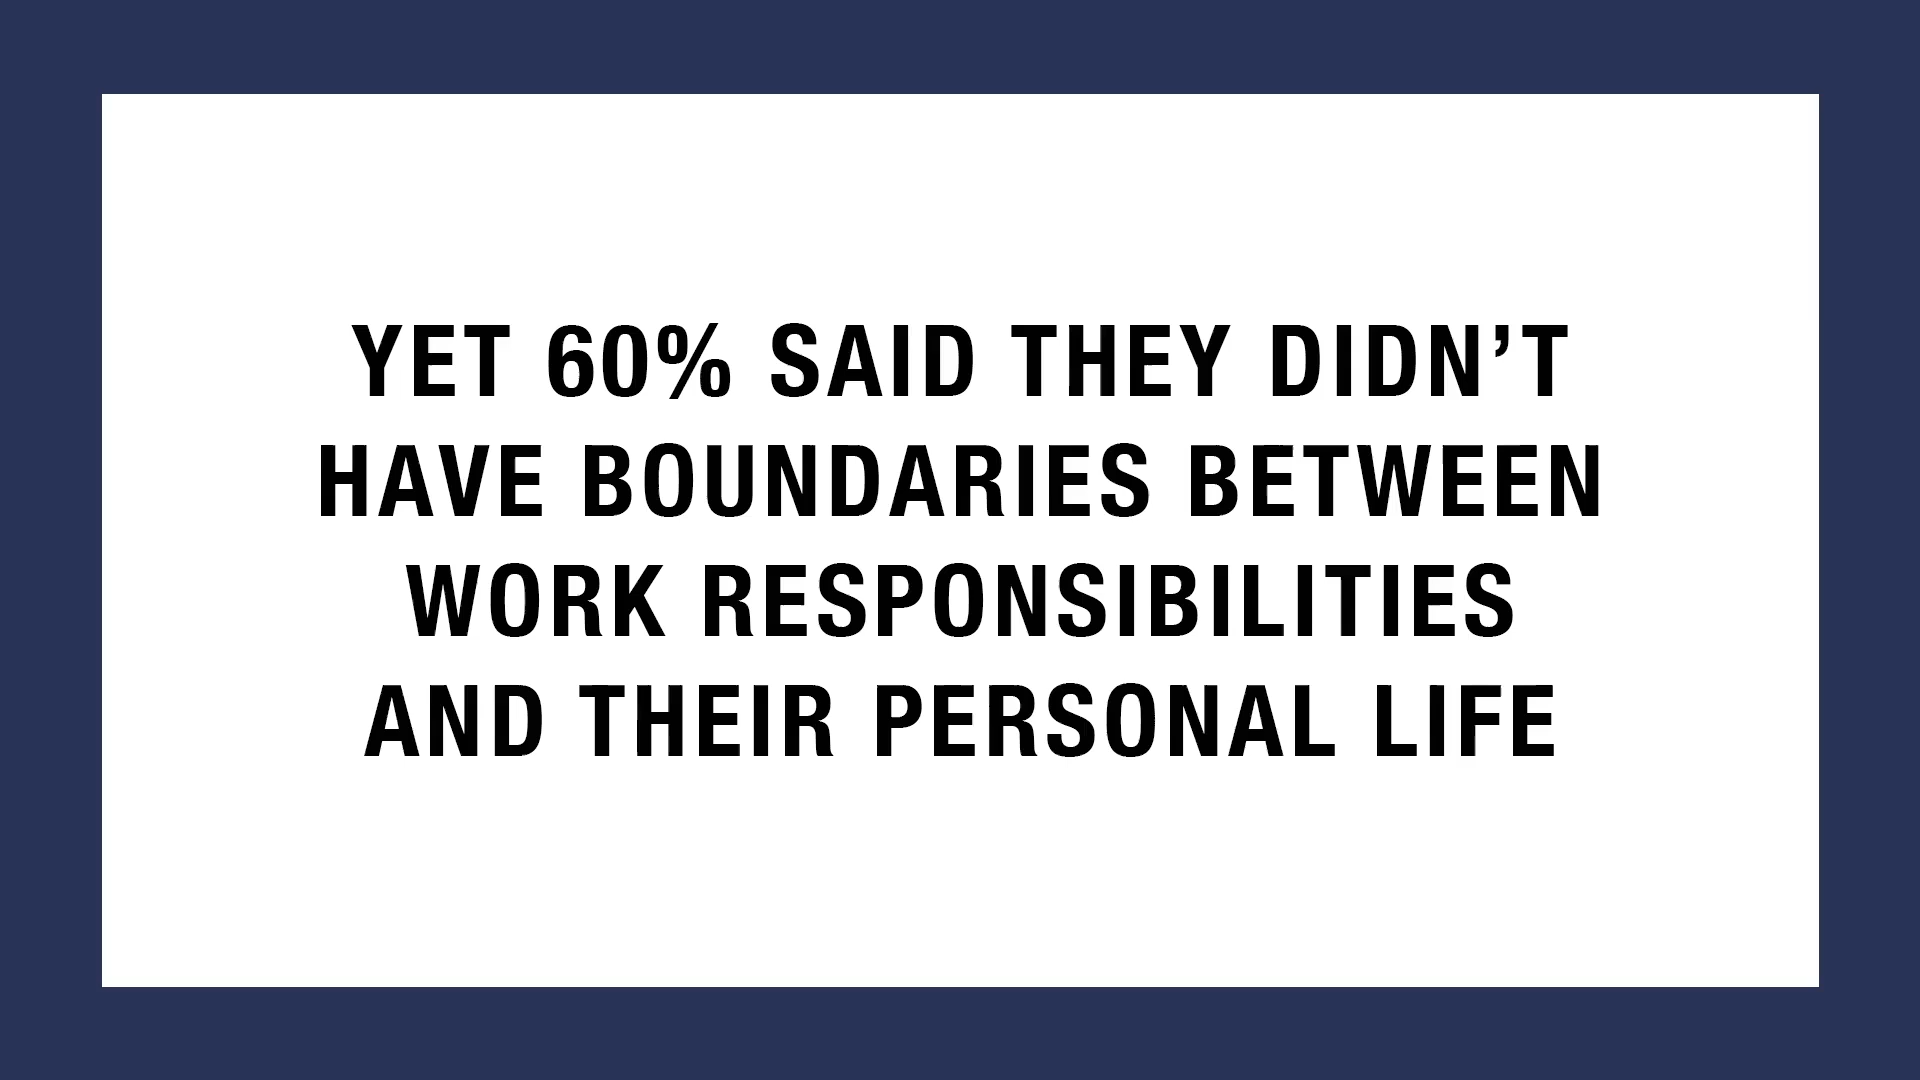 YET 60% SAID THEY DIDN’T
HAVE BOUNDARIES BETWEEN
WORK RESPONSIBILITIES
AND THEIR PERSONAL LIFE